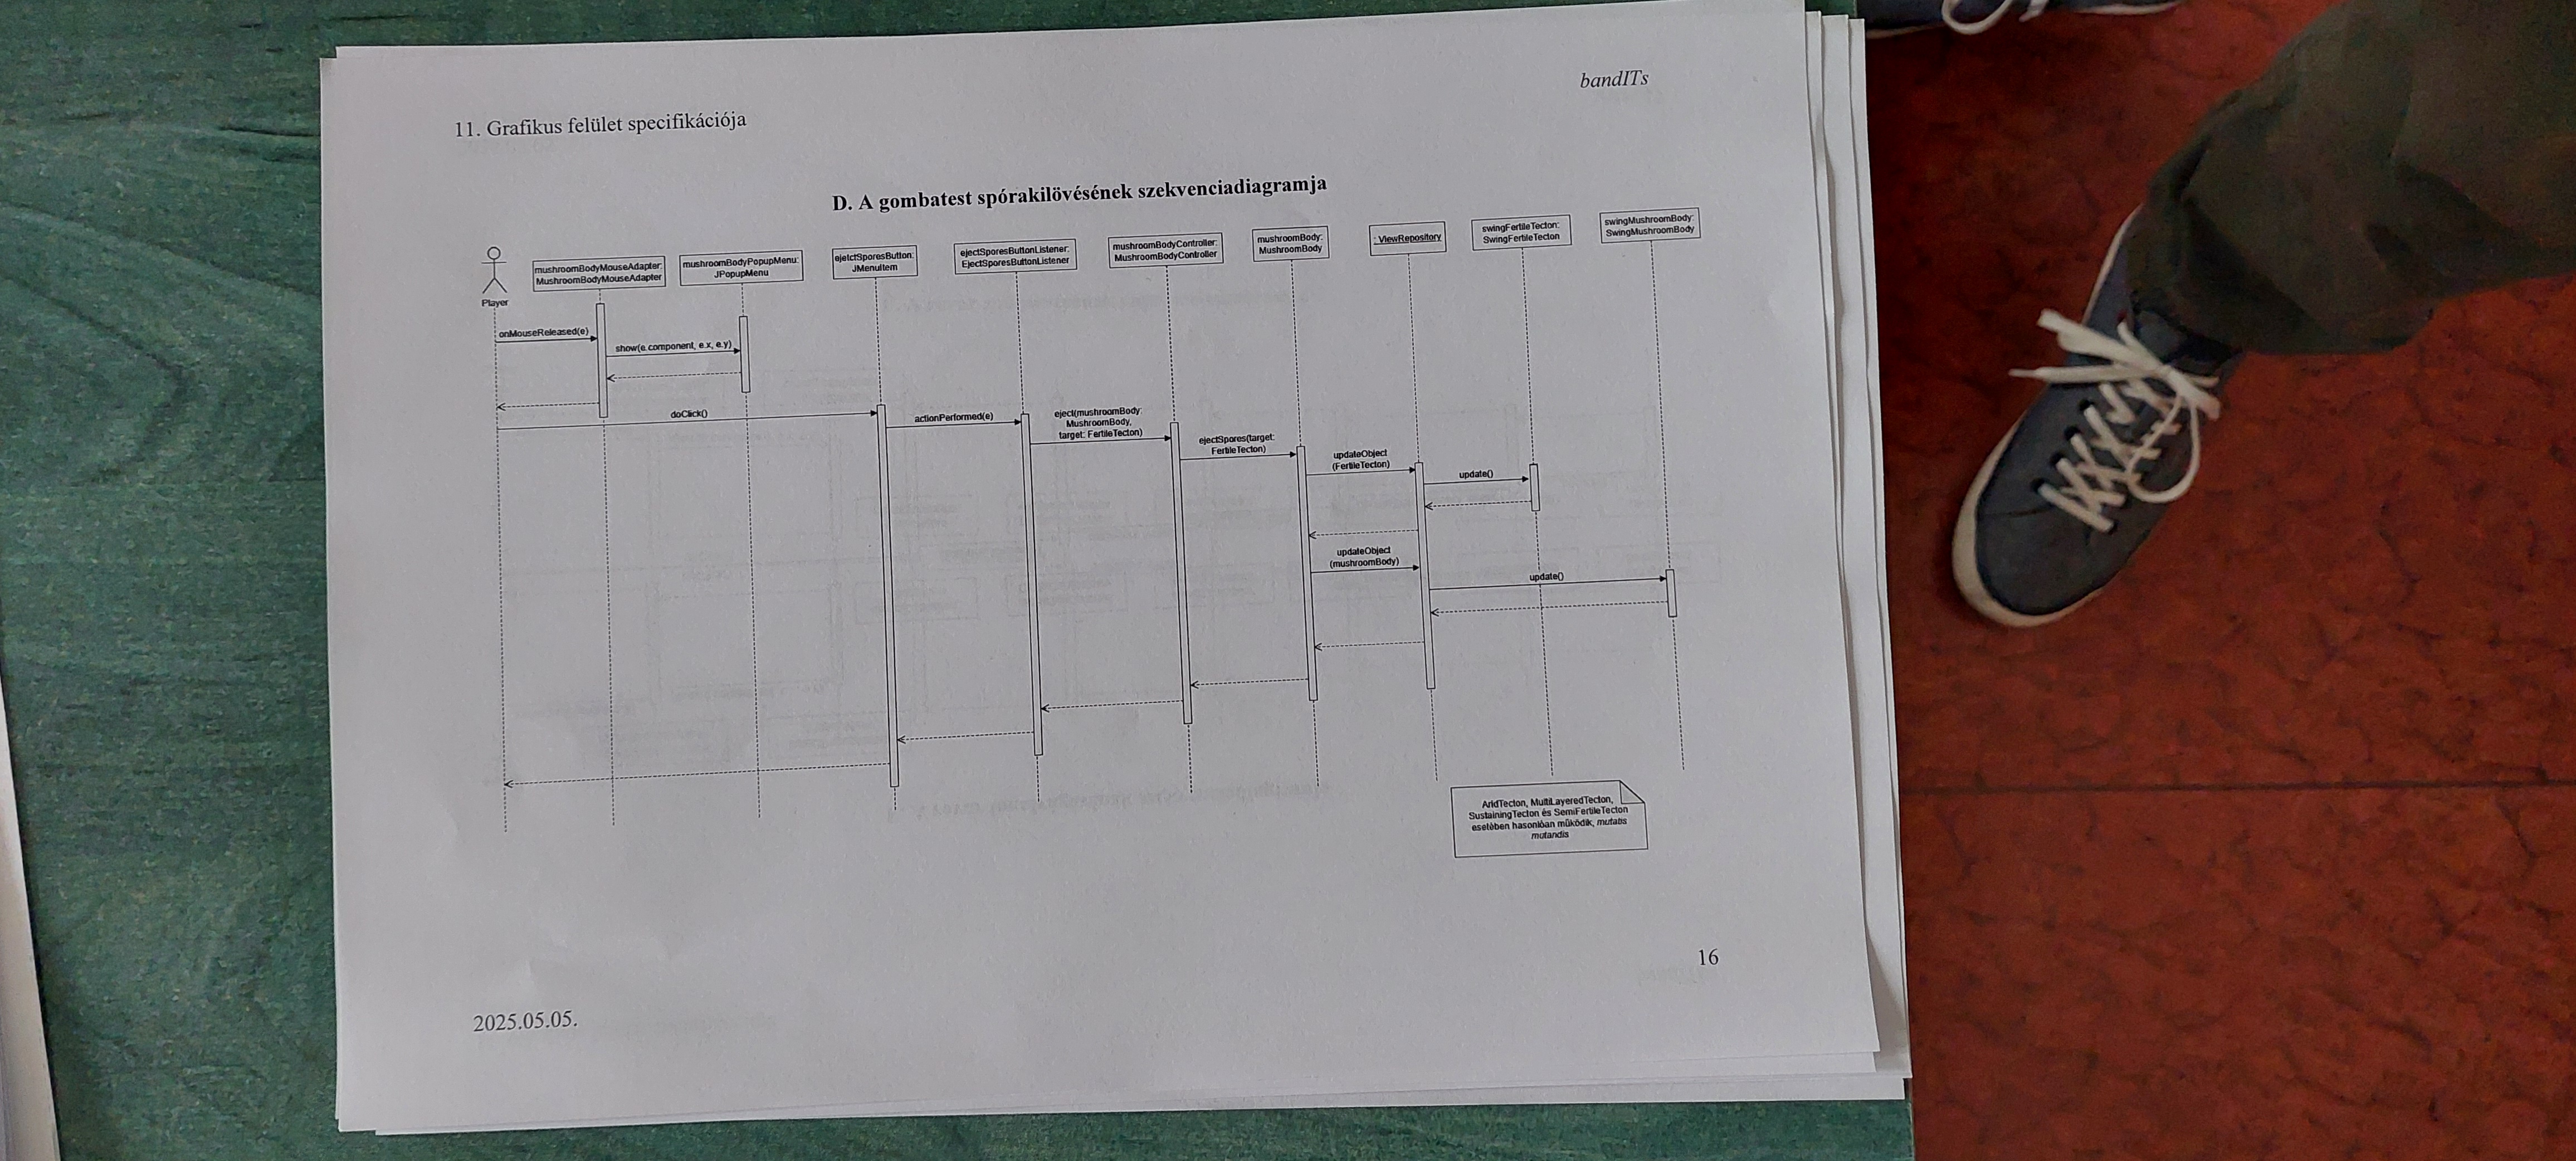 11. Grafikus felület specifikációja
bandITs
D. A gombatest spórakilövésének szekvenciadiagramja
Player
mushroomBodyMouseAdapter:
MushroomBodyMouseAdapter
mushroomBodyPopupMenu:
JPopupMenu
ejectSporesButton:
JMenuItem
ejectSporesButtonListener:
EjectSporesButtonListener
mushroomBodyController:
MushroomBodyController
mushroomBody:
MushroomBody
:ViewRepository
swingFertileTecton:
SwingFertileTecton
swingMushroomBody:
SwingMushroomBody
onMouseReleased(e)
show(e.component, e.x, e.y)
doClick()
actionPerformed(e)
eject(mushroomBody:
MushroomBody,
target: FertileTecton)
ejectSpores(target:
FertileTecton)
updateObject
(FertileTecton)
update()
updateObject
(mushroomBody)
update()
AridTecton, MultiLayeredTecton,
SustainingTecton és SemiFertileTecton
esetében hasonlóan működik, mutatis
mutandis
2025.05.05.
16